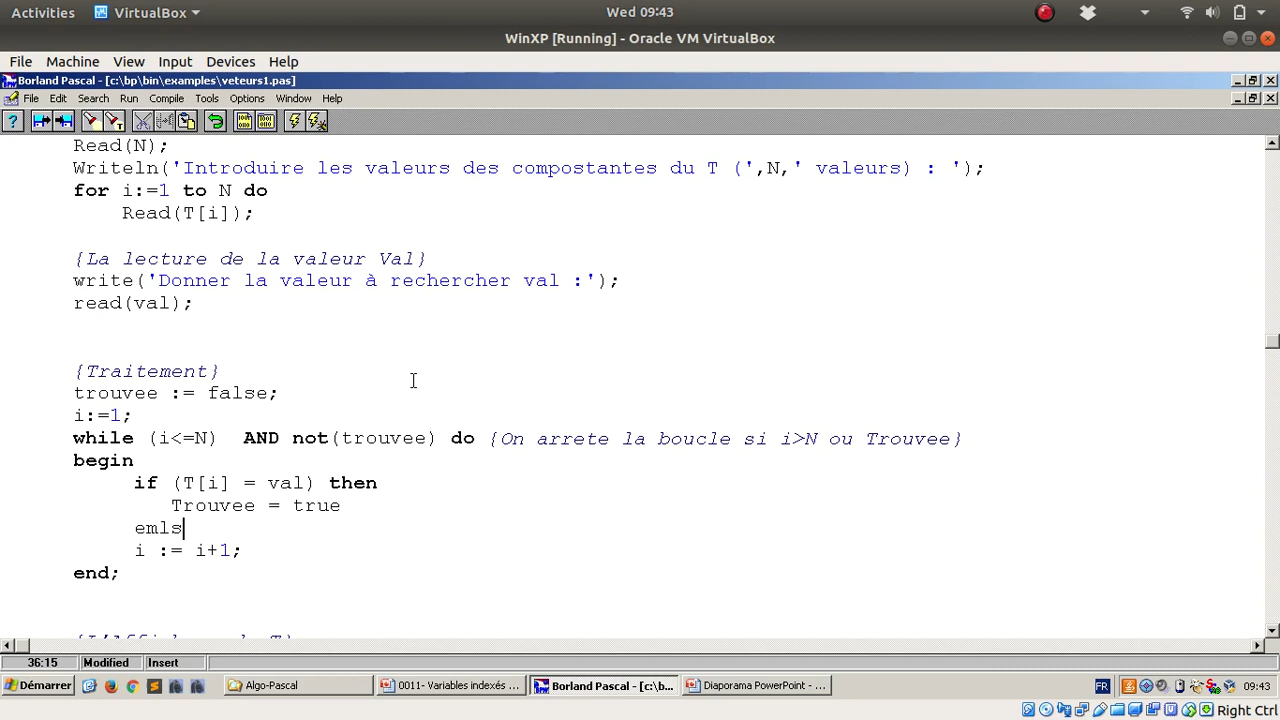 Activities VirtualBox Wed 09:43
WinXP [Running] - Oracle VM VirtualBox
File Machine View Input Devices Help
Borland Pascal - [c:\bp\bin\examples\veteurs1.pas]
File Edit Search Run Compile Tools Options Window Help
Read(N);
Writeln('Introduire les valeurs des compostantes du T (',N,' valeurs) : ');
for i:=1 to N do
Read(T[i]);
{La lecture de la valeur Val}
write('Donner la valeur à rechercher val :');
read(val);
{Traitement}
trouvee := false;
i:=1;
while (i<=N)  AND not(trouvee) do {On arrete la boucle si i>N ou Trouvee}
begin
if (T[i] = val) then
Trouvee = true
emls
i := i+1;
end;
36:15 Modified Insert
Démarrer Algo-Pascal 0011- Variables indexés ... Borland Pascal - [c:\b... Diaporama PowerPoint - ... FR 09:43
Right Ctrl